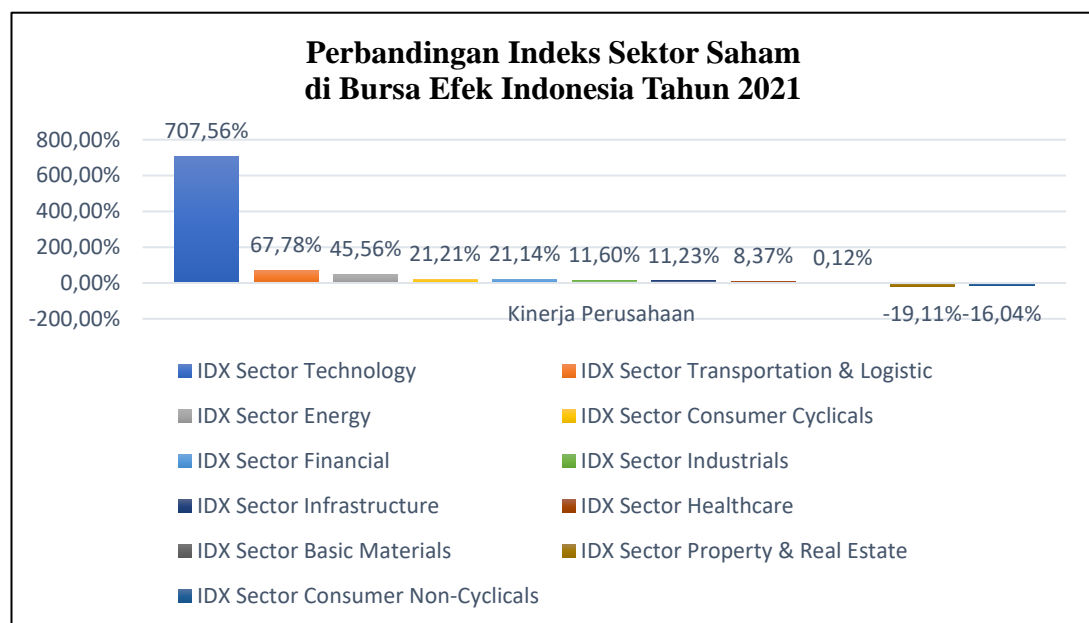 Perbandingan Indeks Sektor Saham
di Bursa Efek Indonesia Tahun 2021
800,00%
600,00%
400,00%
200,00%
0,00%
-200,00%
707,56%
67,78%
45,56%
21,21%
21,14%
11,60%
11,23%
8,37%
0,12%
-19,11%
-16,04%
Kinerja Perusahaan
IDX Sector Technology
IDX Sector Transportation & Logistic
IDX Sector Energy
IDX Sector Consumer Cyclicals
IDX Sector Financial
IDX Sector Industrials
IDX Sector Infrastructure
IDX Sector Healthcare
IDX Sector Basic Materials
IDX Sector Property & Real Estate
IDX Sector Consumer Non-Cyclicals